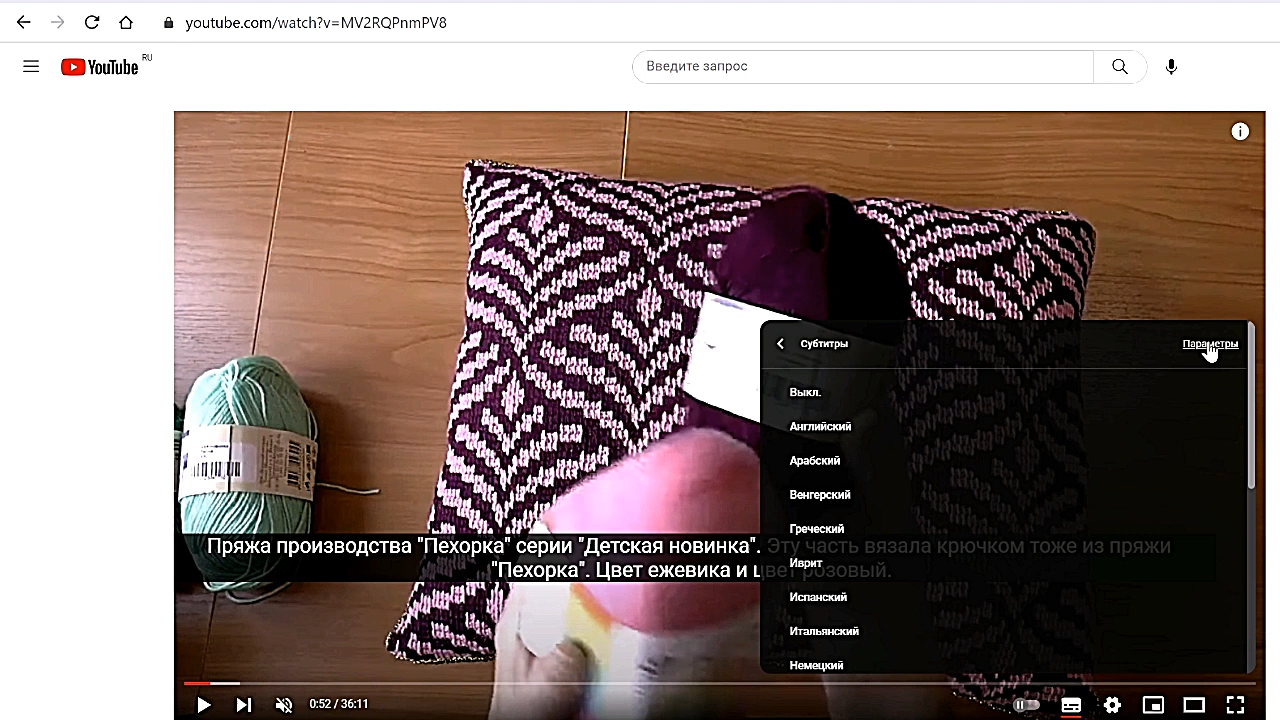 youtube.com/watch?v=MV2RQPnmPV8
YouTube RU
Введите запрос
Субтитры
Параметры
Выкл.
Английский
Арабский
Венгерский
Греческий
Иврит
Испанский
Итальянский
Немецкий
Пряжа производства "Пехорка" серии "Детская новинка". Эту часть вязала крючком тоже из пряжи
"Пехорка". Цвет ежевика и цвет розовый.
0:52 / 36:11